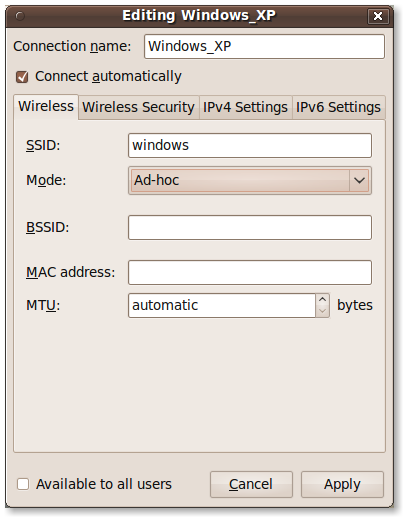 Editing Windows_XP
Connection name: Windows_XP
Connect automatically
Wireless Wireless Security IPv4 Settings IPv6 Settings
SSID: windows
Mode: Ad-hoc
BSSID:
MAC address:
MTU: automatic bytes
Available to all users Cancel Apply